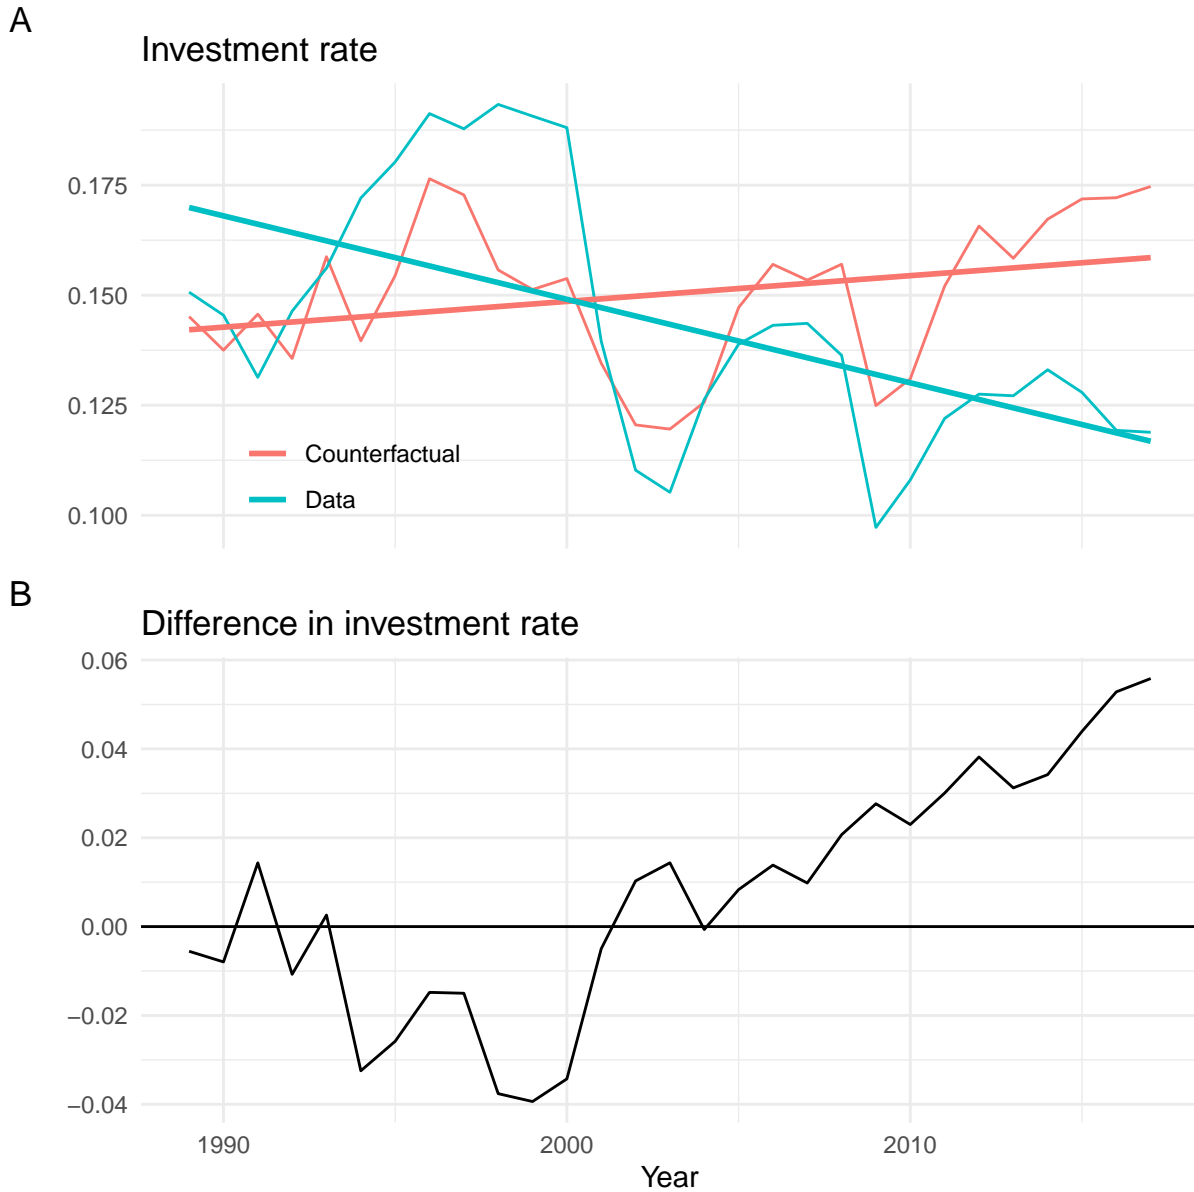 A
Investment rate
0.175
0.150
0.125
0.100
Counterfactual
Data
B
Difference in investment rate
0.06
0.04
0.02
0.00
−0.02
−0.04
1990 2000 2010
Year